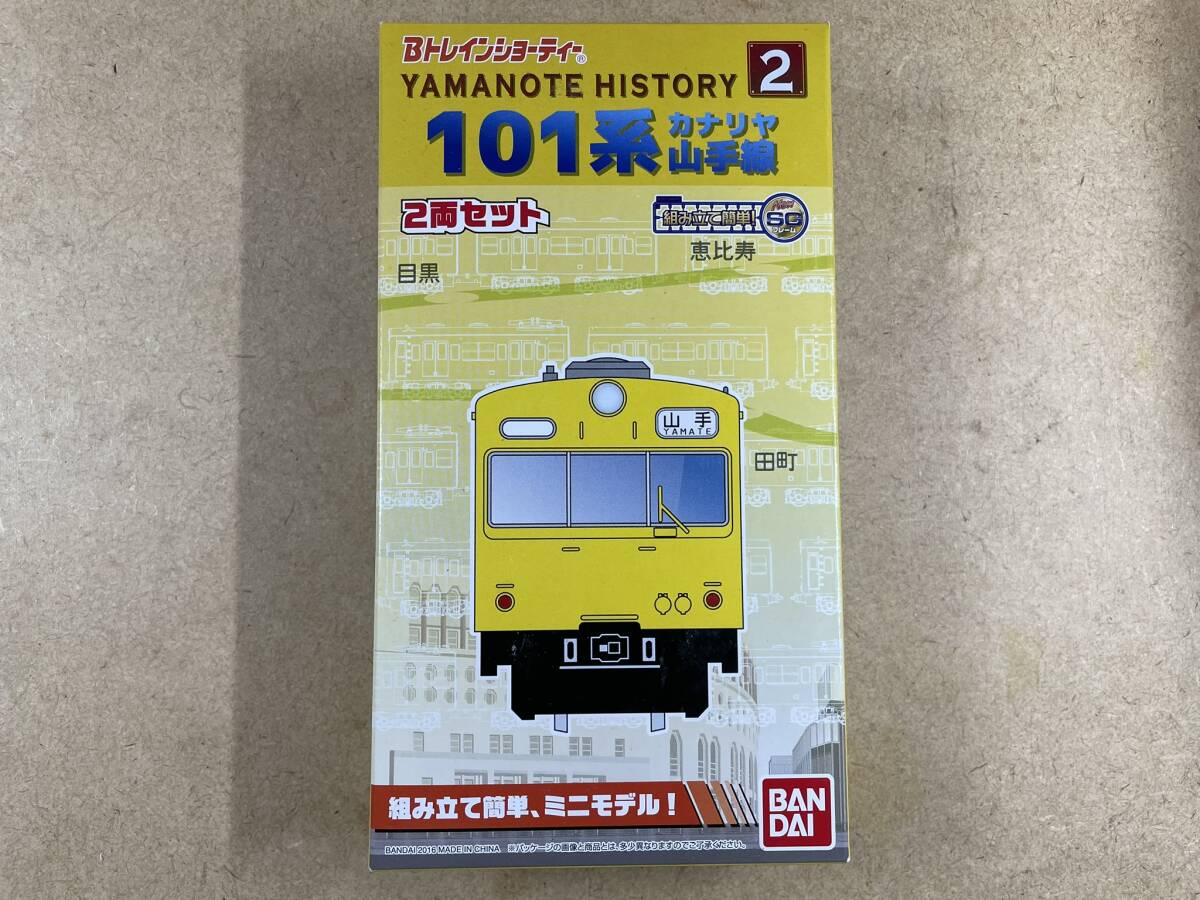 Bトレインショーティー®
YAMANOTE HISTORY 2
101系 カナリヤ
山手線
2両セット
組み立て簡単!
New SG
フレーム
恵比寿
目黒
山手
YAMATE
田町
組み立て簡単、ミニモデル!
BAN
DAI
BANDAI 2016 MADE IN CHINA ※パッケージの画像と商品とは、多少異なりますのでご了承ください。